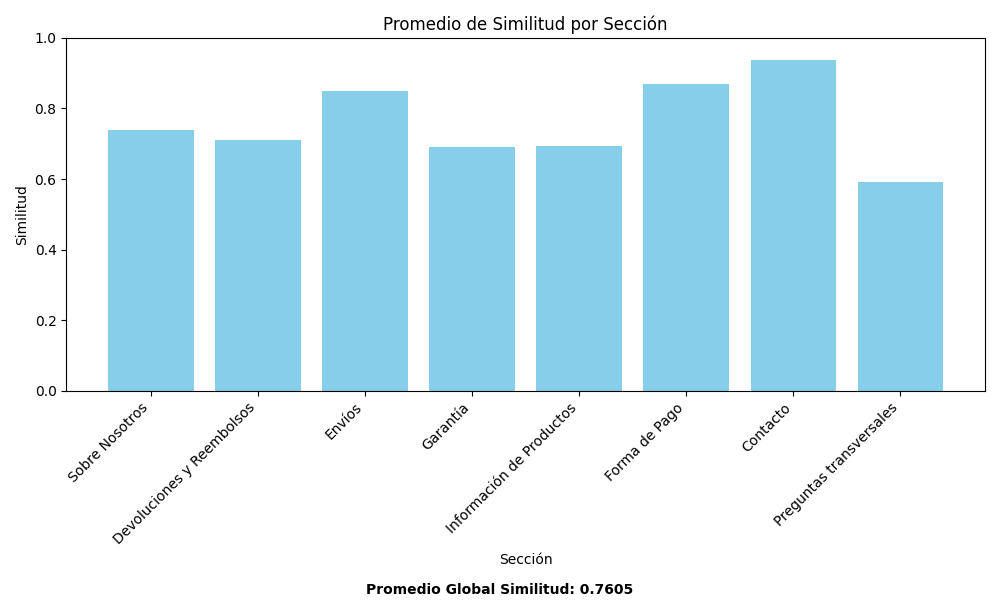 Promedio de Similitud por Sección
Similitud
1.0
0.8
0.6
0.4
0.2
0.0
Sobre Nosotros
Devoluciones y Reembolsos
Envíos
Garantía
Información de Productos
Forma de Pago
Contacto
Preguntas transversales
Sección
Promedio Global Similitud: 0.7605